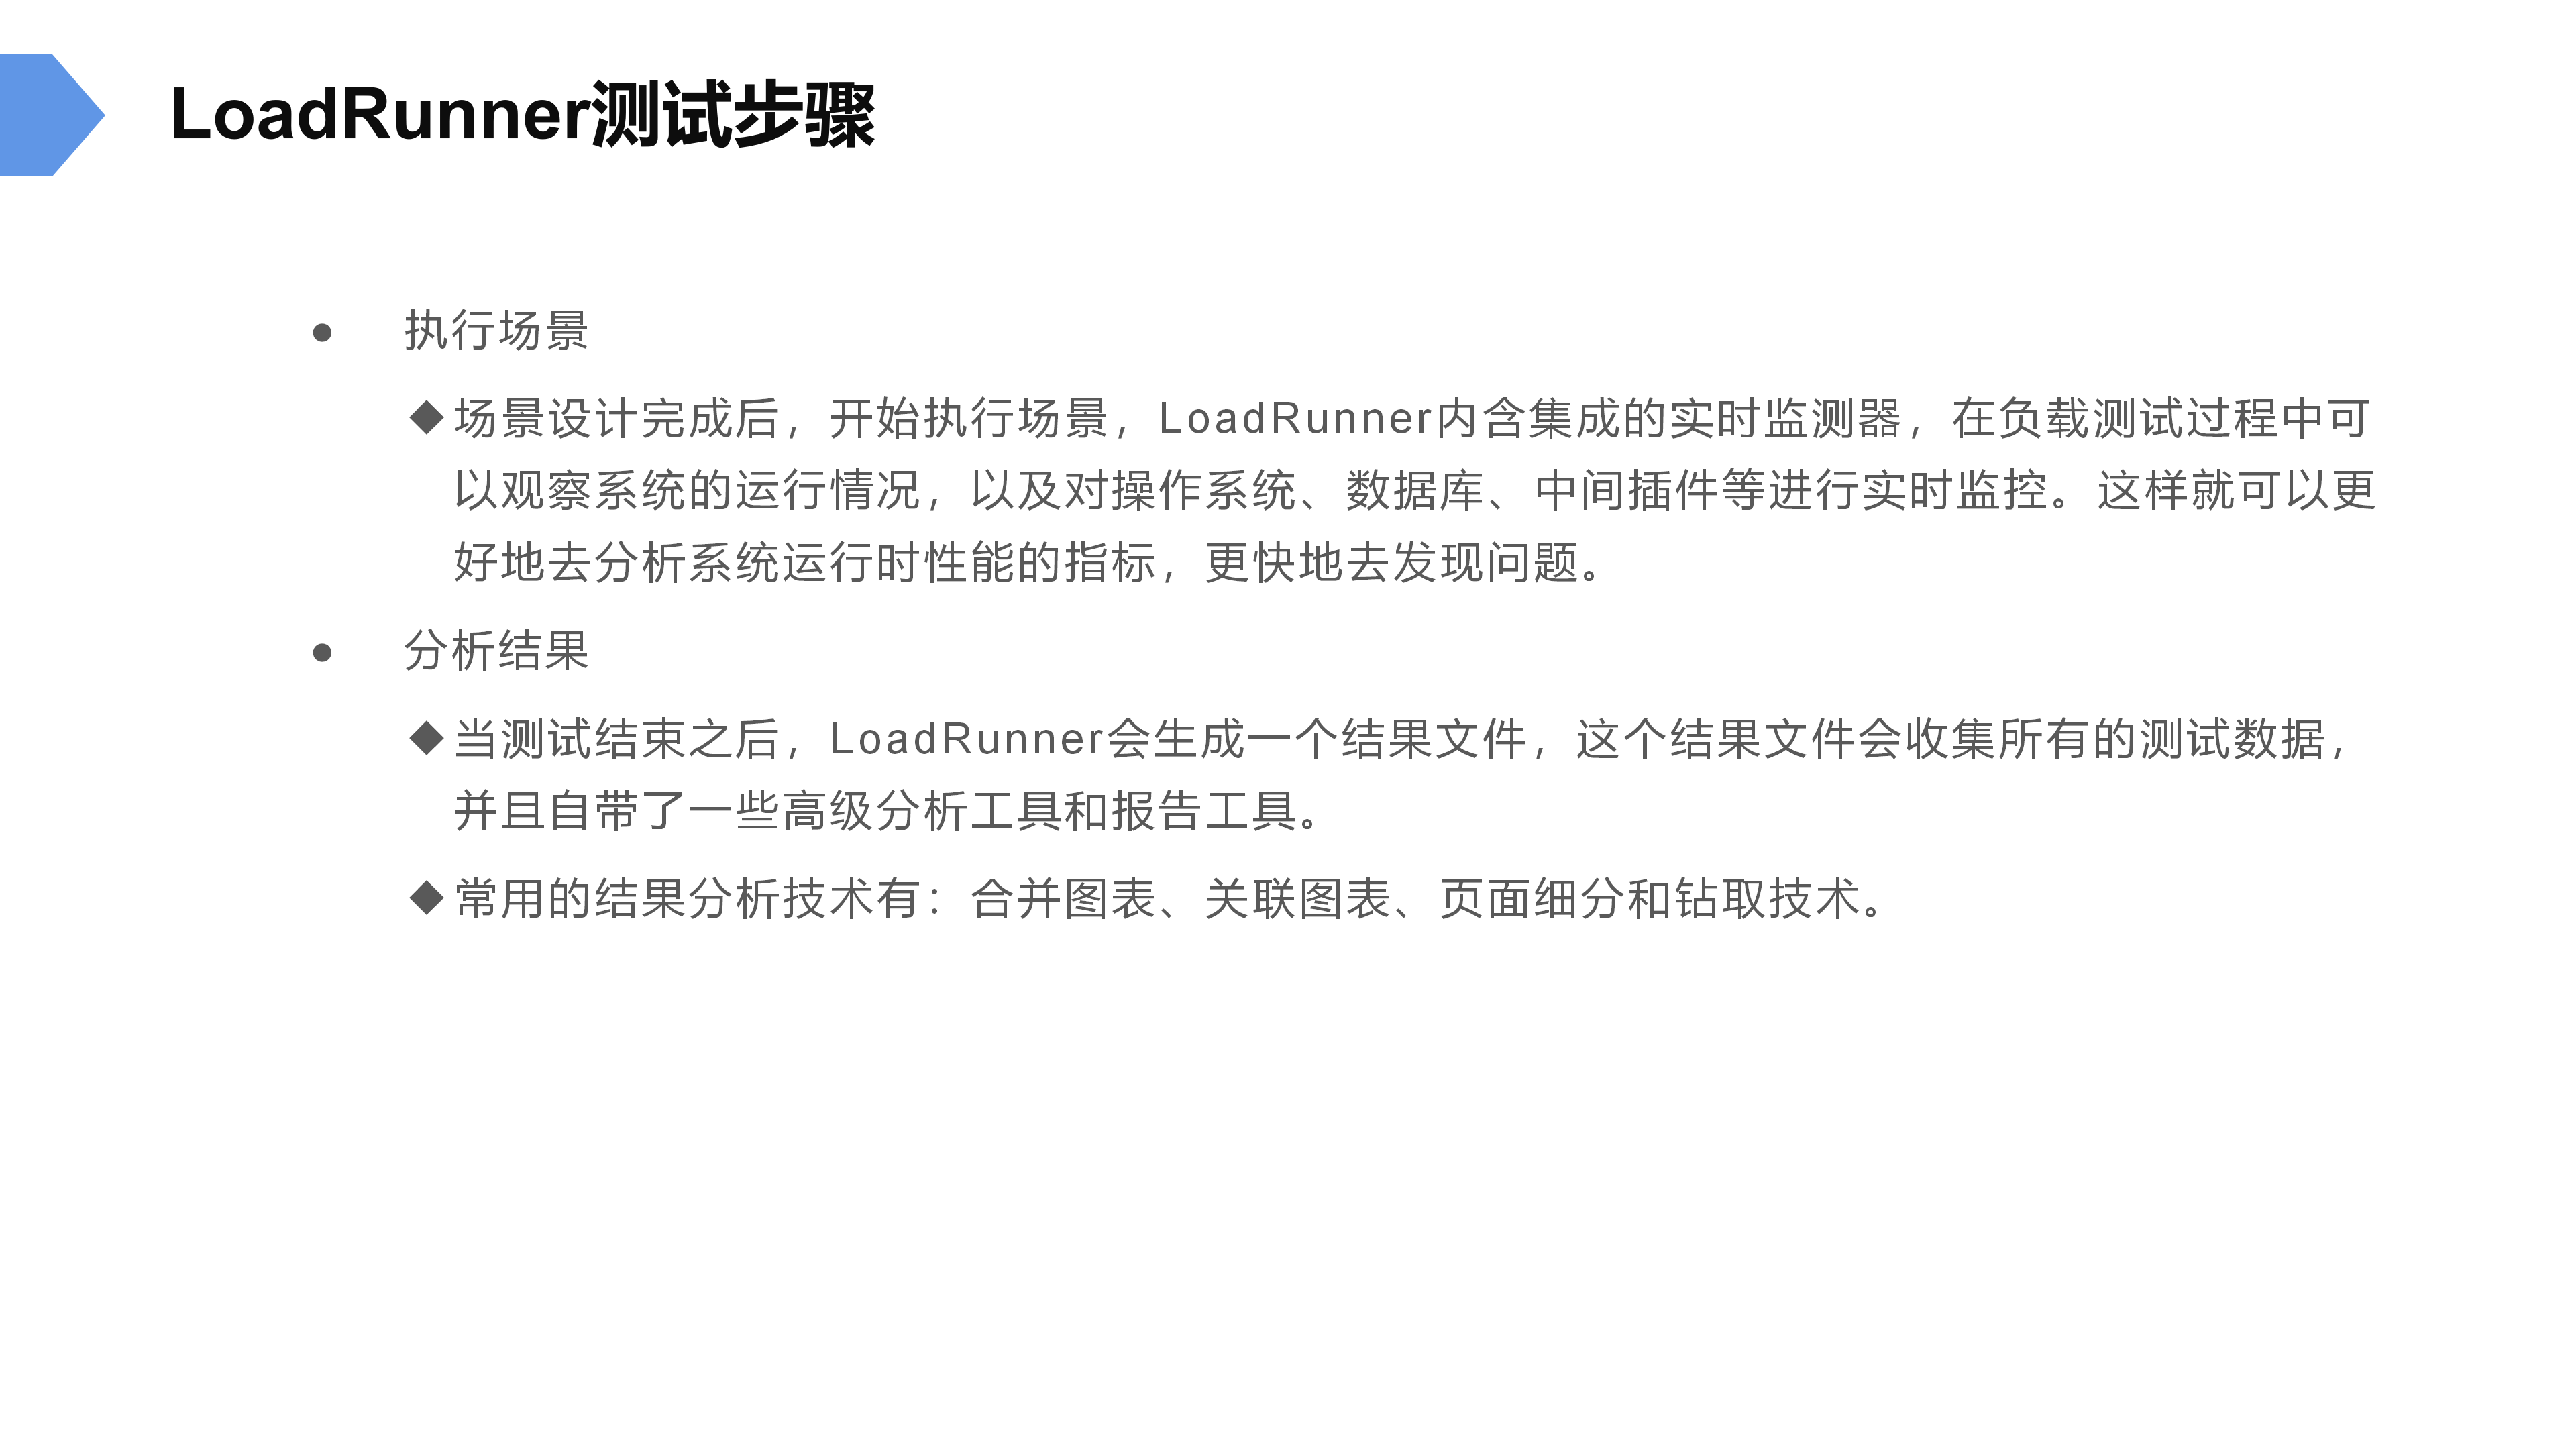 LoadRunner测试步骤
● 执行场景
◆场景设计完成后，开始执行场景，LoadRunner内含集成的实时监测器，在负载测试过程中可
以观察系统的运行情况，以及对操作系统、数据库、中间插件等进行实时监控。这样就可以更
好地去分析系统运行时性能的指标，更快地去发现问题。
● 分析结果
◆当测试结束之后，LoadRunner会生成一个结果文件，这个结果文件会收集所有的测试数据，
并且自带了一些高级分析工具和报告工具。
◆常用的结果分析技术有：合并图表、关联图表、页面细分和钻取技术。